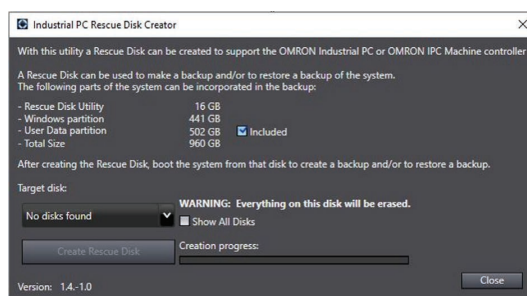 Industrial PC Rescue Disk Creator
With this utility a Rescue Disk can be created to support the OMRON Industrial PC or OMRON IPC Machine controller
A Rescue Disk can be used to make a backup and/or to restore a backup of the system.
The following parts of the system can be incorporated in the backup:
- Rescue Disk Utility 16 GB
- Windows partition 441 GB
- User Data partition 502 GB Included
- Total Size 960 GB
After creating the Rescue Disk, boot the system from that disk to create a backup and/or to restore a backup.
Target disk:
WARNING: Everything on this disk will be erased.
No disks found
Show All Disks
Create Rescue Disk
Creation progress:
Close
Version: 1.4.-1.0